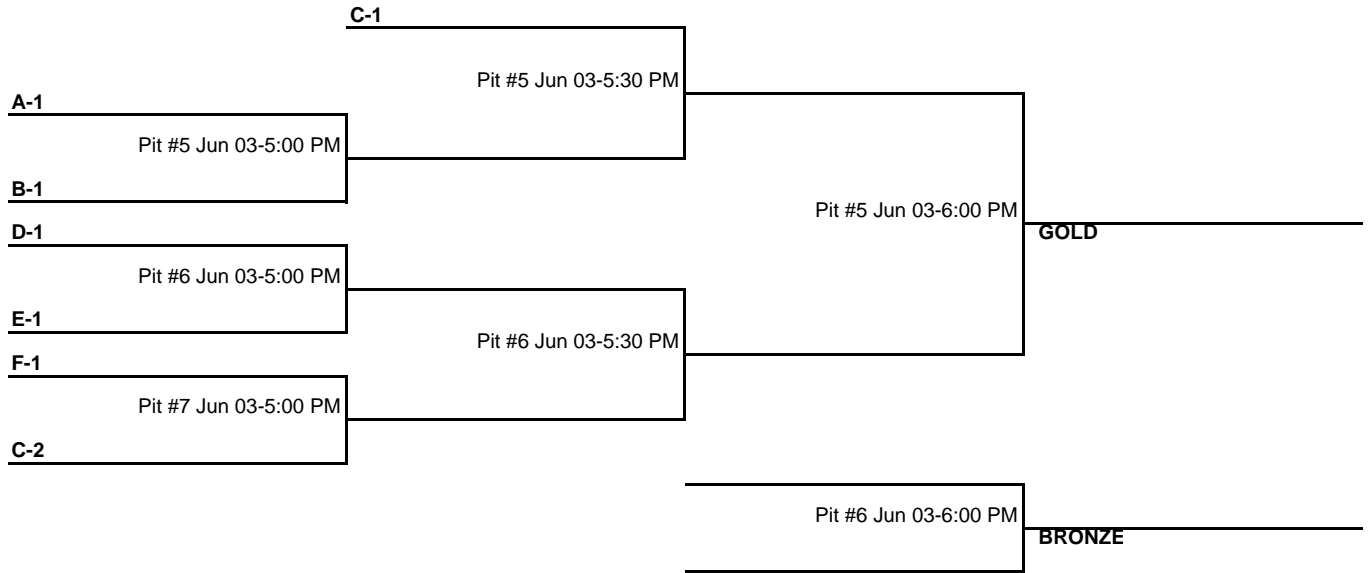 C-1
Pit #5 Jun 03-5:30 PM
A-1
Pit #5 Jun 03-5:00 PM
B-1
Pit #5 Jun 03-6:00 PM
D-1
GOLD
Pit #6 Jun 03-5:00 PM
E-1
Pit #6 Jun 03-5:30 PM
F-1
Pit #7 Jun 03-5:00 PM
C-2
Pit #6 Jun 03-6:00 PM
BRONZE